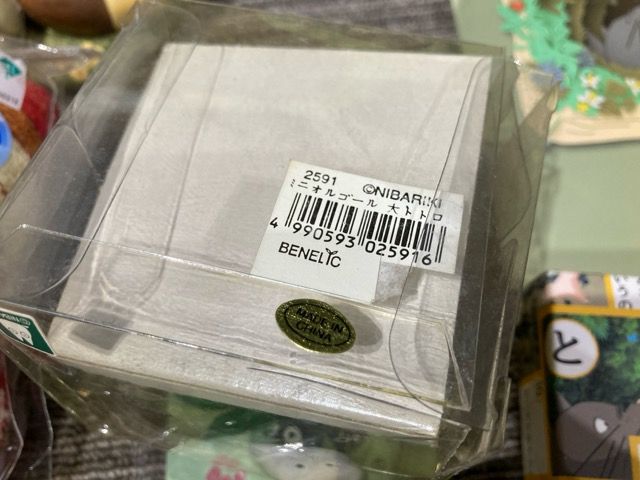 2591 ©NIBARIKI
ミニオルゴール 大トトロ
4 990593 025916
BENELIC
MADE IN
CHINA
と